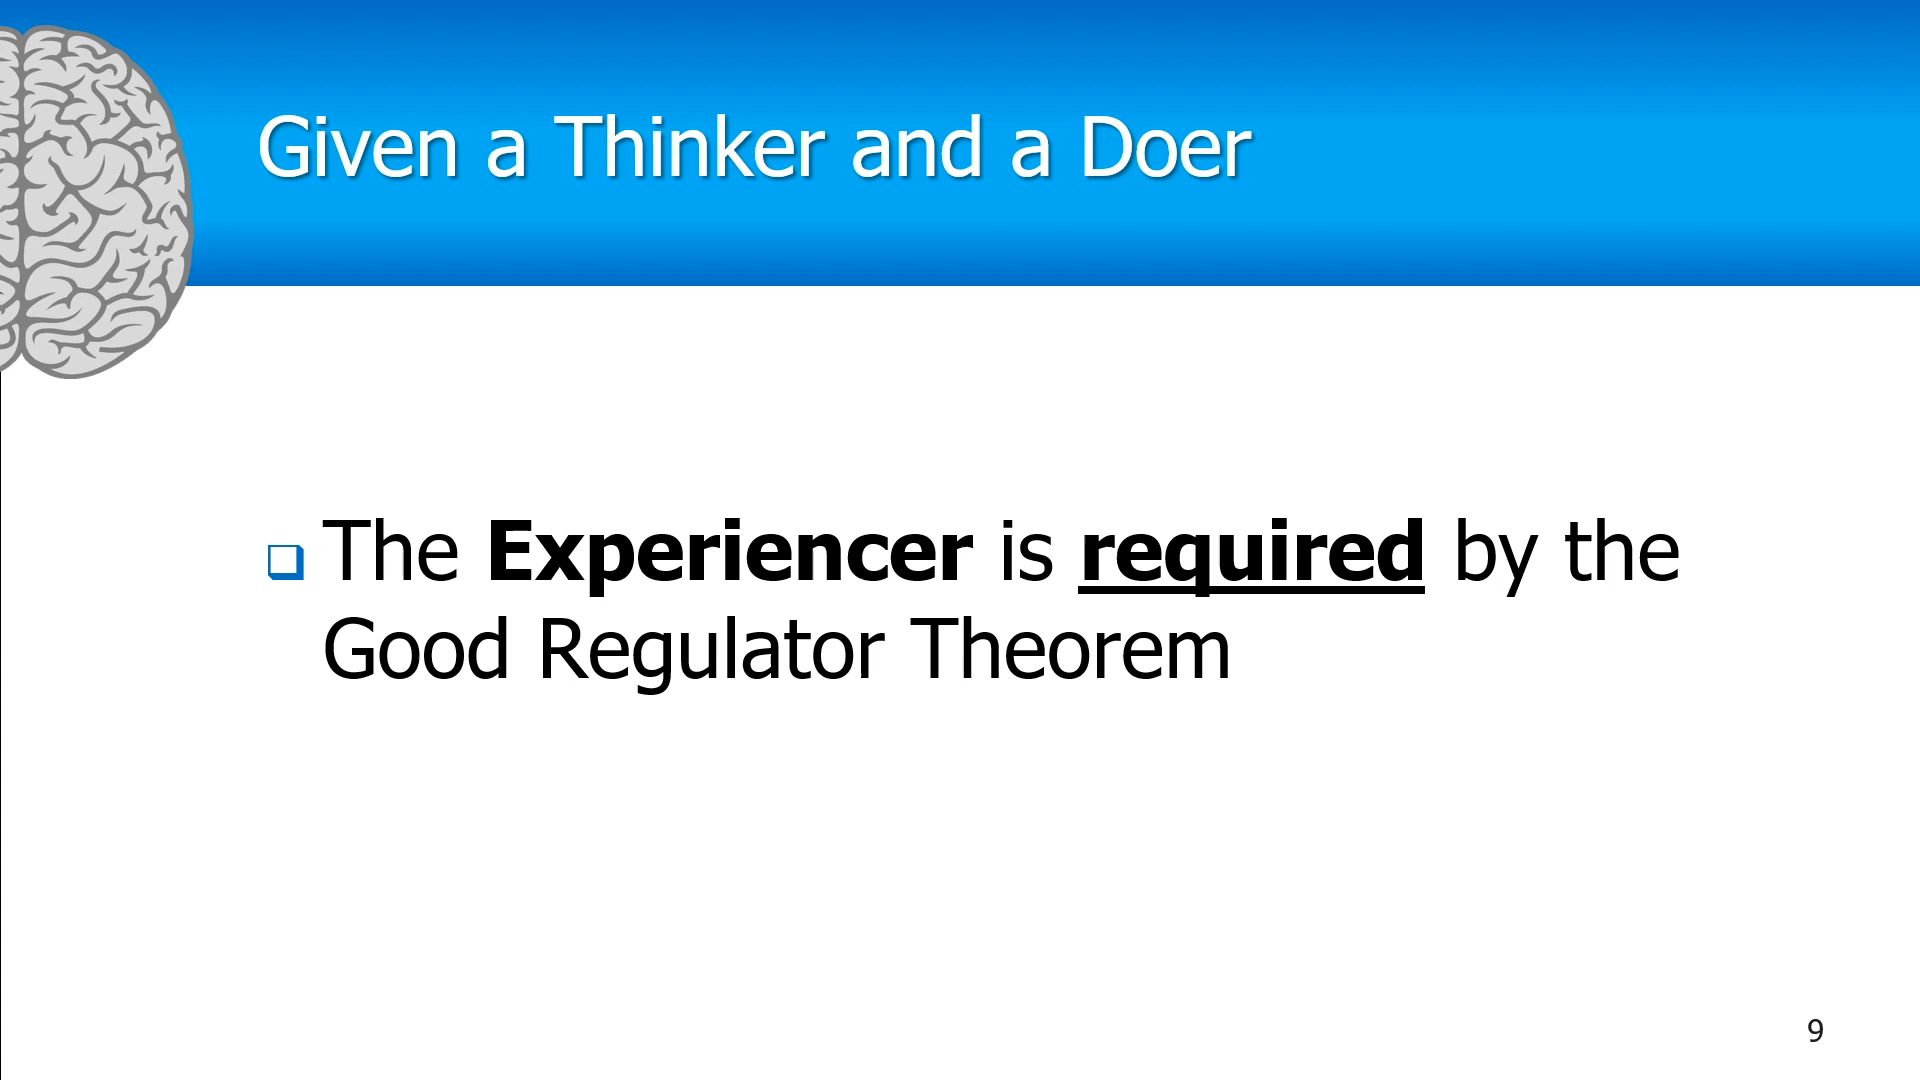 Given a Thinker and a Doer
The Experiencer is required by the
Good Regulator Theorem
9